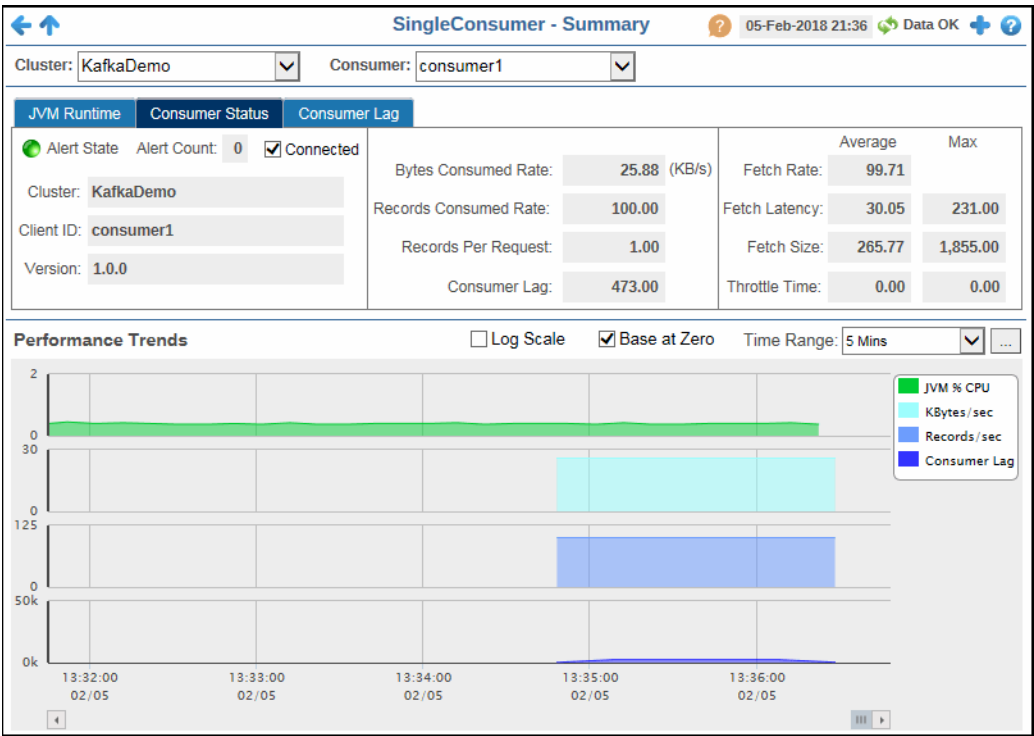 SingleConsumer - Summary ? 05-Feb-2018 21:36 Data OK ?
Cluster: KafkaDemo Consumer: consumer1
JVM Runtime Consumer Status Consumer Lag
Alert State Alert Count: 0 Connected
Cluster: KafkaDemo
Client ID: consumer1
Version: 1.0.0
Bytes Consumed Rate: 25.88 (KB/s)
Records Consumed Rate: 100.00
Records Per Request: 1.00
Consumer Lag: 473.00
Average Max
Fetch Rate: 99.71
Fetch Latency: 30.05 231.00
Fetch Size: 265.77 1,855.00
Throttle Time: 0.00 0.00
Performance Trends Log Scale Base at Zero Time Range: 5 Mins ...
2
0
30
0
125
0
50k
0k
JVM % CPU
KBytes/sec
Records/sec
Consumer Lag
13:32:00 13:33:00 13:34:00 13:35:00 13:36:00
02/05 02/05 02/05 02/05 02/05